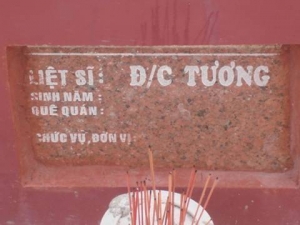 LIỆT SĨ: Đ/C TƯƠNG
SINH NĂM:
QUÊ QUÁN:
CHỨC VỤ, ĐƠN VỊ: